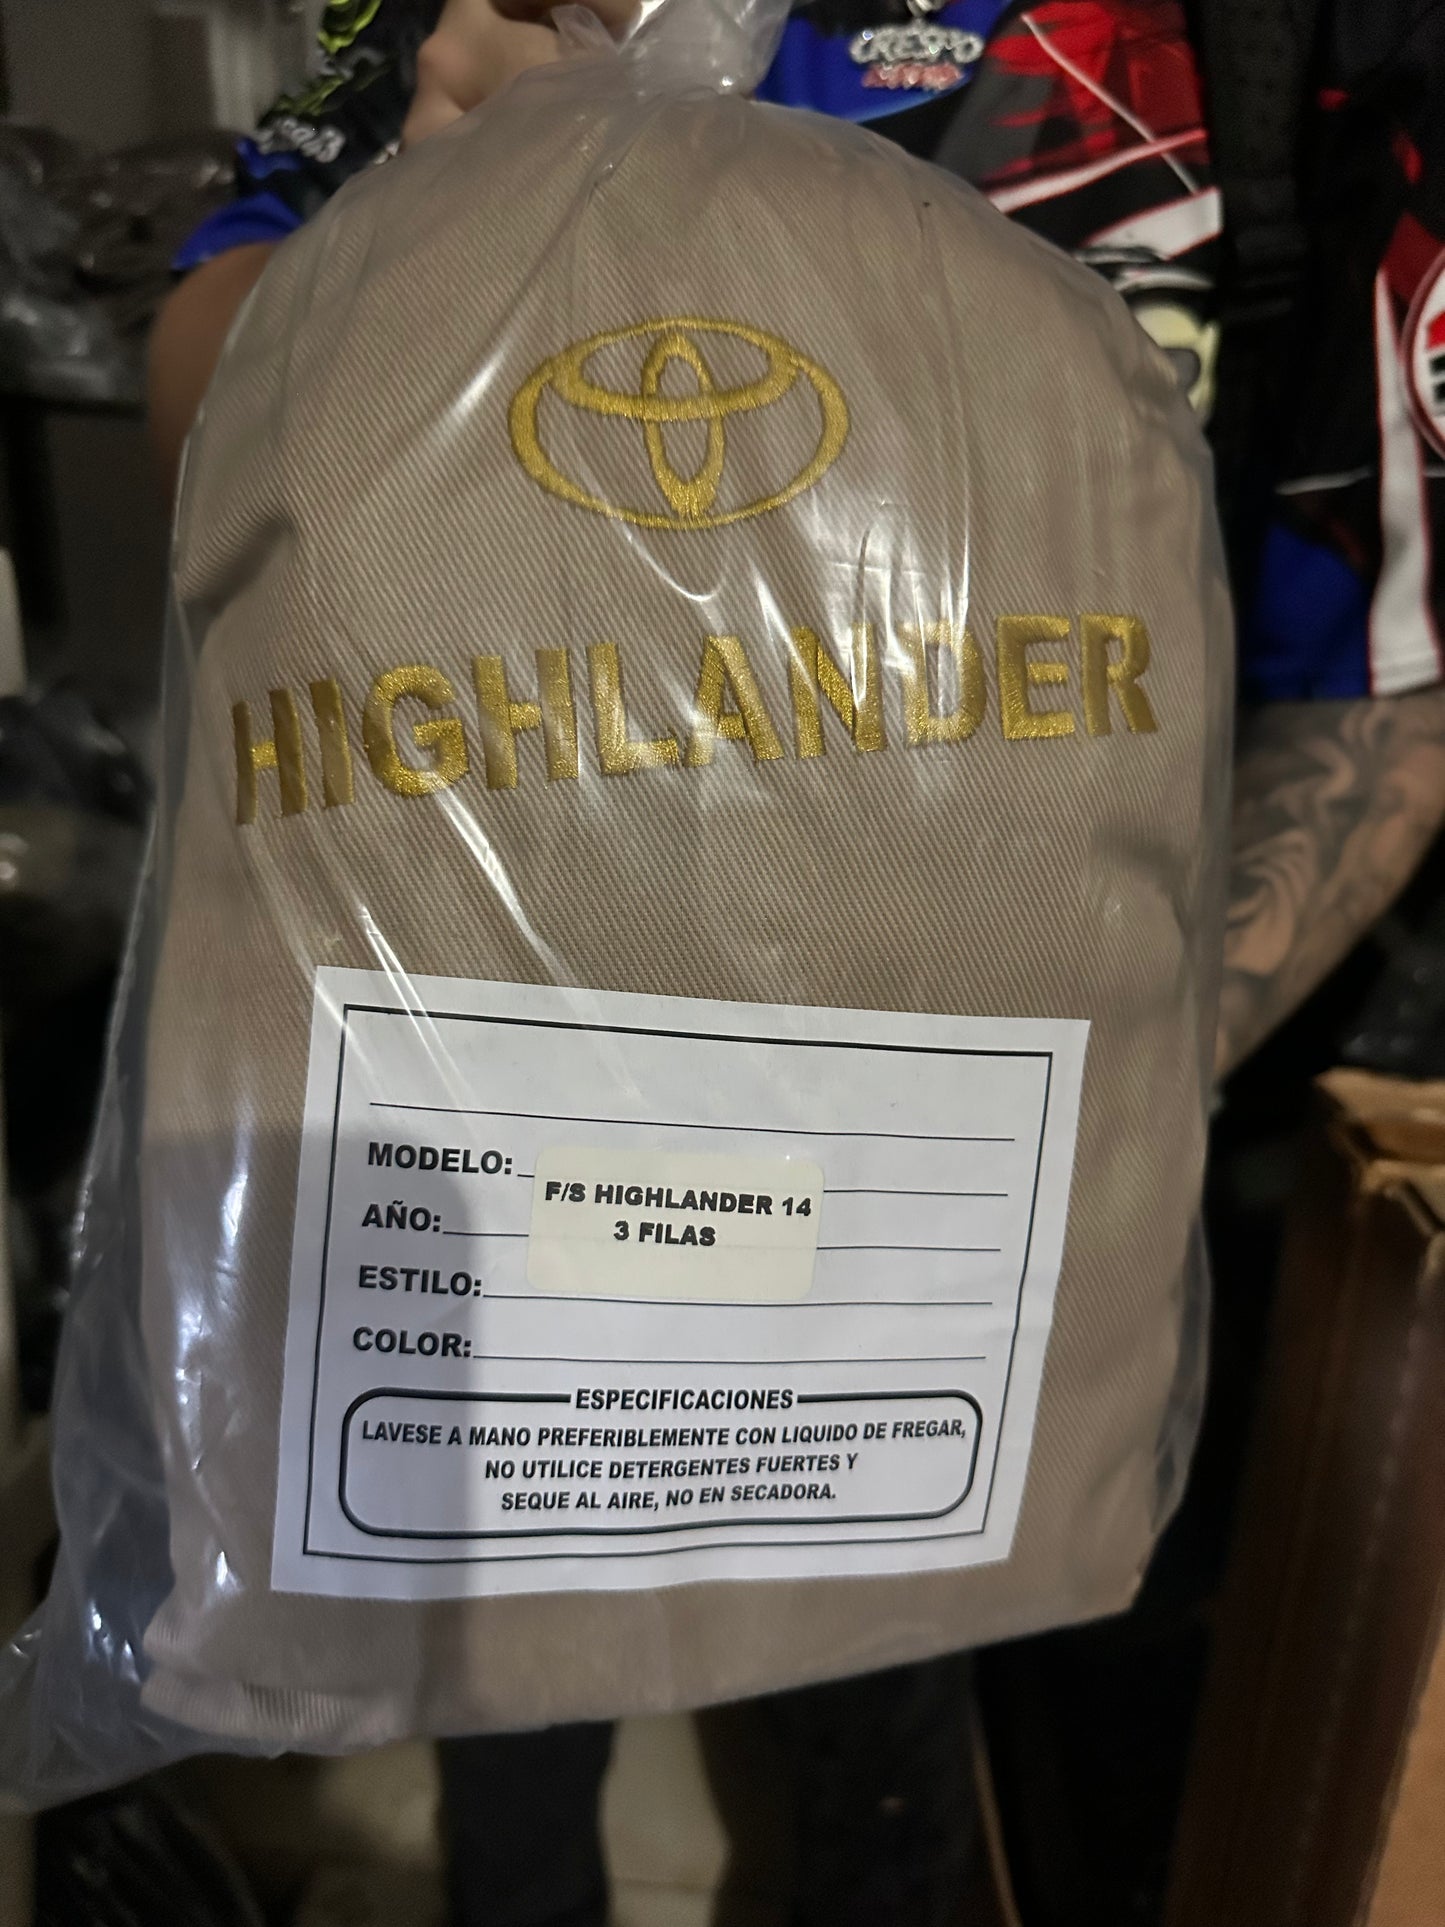 CRESPO
HIGHLANDER
MODELO:
F/S HIGHLANDER 14
AÑO:
3 FILAS
ESTILO:
COLOR:
ESPECIFICACIONES
LAVESE A MANO PREFERIBLEMENTE CON LIQUIDO DE FREGAR,
NO UTILICE DETERGENTES FUERTES Y
SEQUE AL AIRE, NO EN SECADORA.